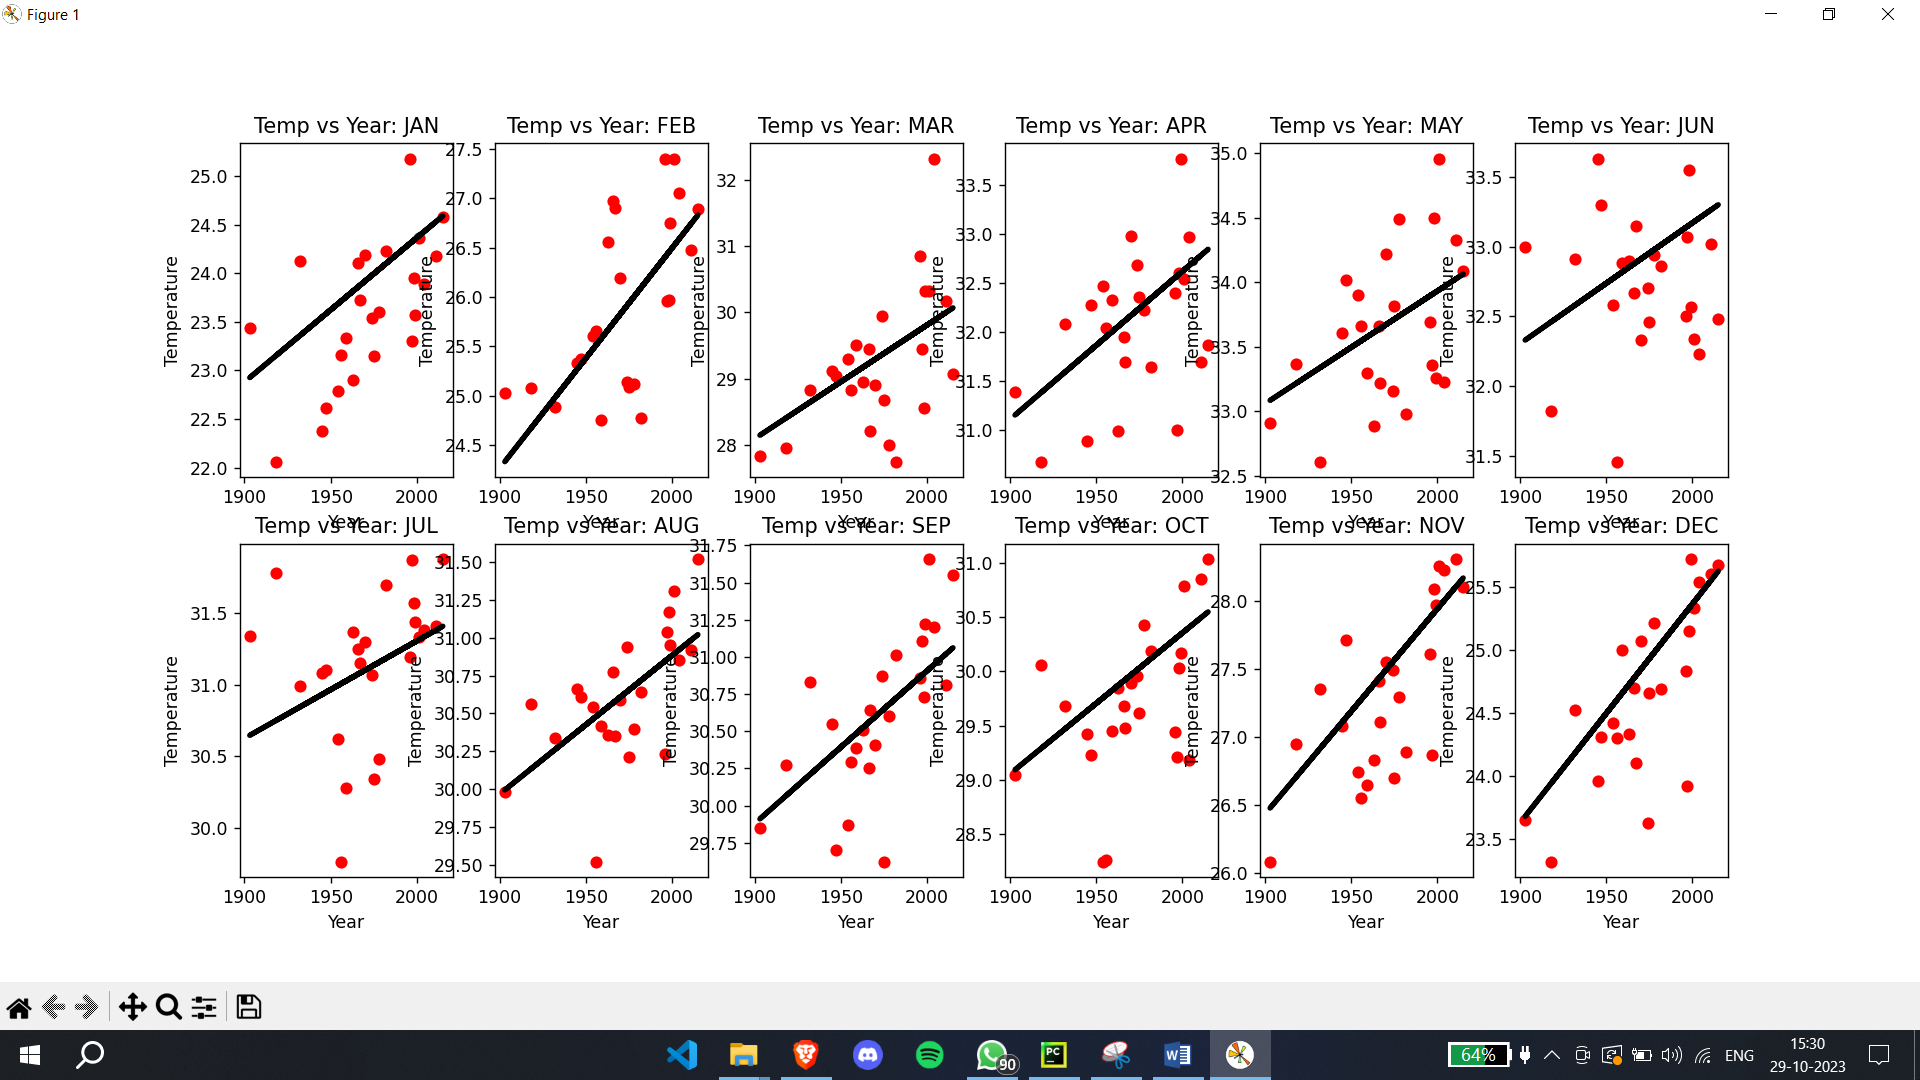 Figure 1
Temp vs Year: JAN
Temp vs Year: FEB
Temp vs Year: MAR
Temp vs Year: APR
Temp vs Year: MAY
Temp vs Year: JUN
Temperature
25.0
24.5
24.0
23.5
23.0
22.5
22.0
1900 1950 2000
Year
Temperature
27.5
27.0
26.5
26.0
25.5
25.0
24.5
1900 1950 2000
Year
Temperature
32
31
30
29
28
1900 1950 2000
Year
Temperature
33.5
33.0
32.5
32.0
31.5
31.0
1900 1950 2000
Year
Temperature
35.0
34.5
34.0
33.5
33.0
32.5
1900 1950 2000
Year
Temperature
33.5
33.0
32.5
32.0
31.5
1900 1950 2000
Year
Temp vs Year: JUL
Temp vs Year: AUG
Temp vs Year: SEP
Temp vs Year: OCT
Temp vs Year: NOV
Temp vs Year: DEC
Temperature
31.5
31.0
30.5
30.0
1900 1950 2000
Year
Temperature
31.50
31.25
31.00
30.75
30.50
30.25
30.00
29.75
29.50
1900 1950 2000
Year
Temperature
31.75
31.50
31.25
31.00
30.75
30.50
30.25
30.00
29.75
1900 1950 2000
Year
Temperature
31.0
30.5
30.0
29.5
29.0
28.5
1900 1950 2000
Year
Temperature
28.0
27.5
27.0
26.5
26.0
1900 1950 2000
Year
Temperature
25.5
25.0
24.5
24.0
23.5
1900 1950 2000
Year
90
PC
64%
ENG
15:30
29-10-2023